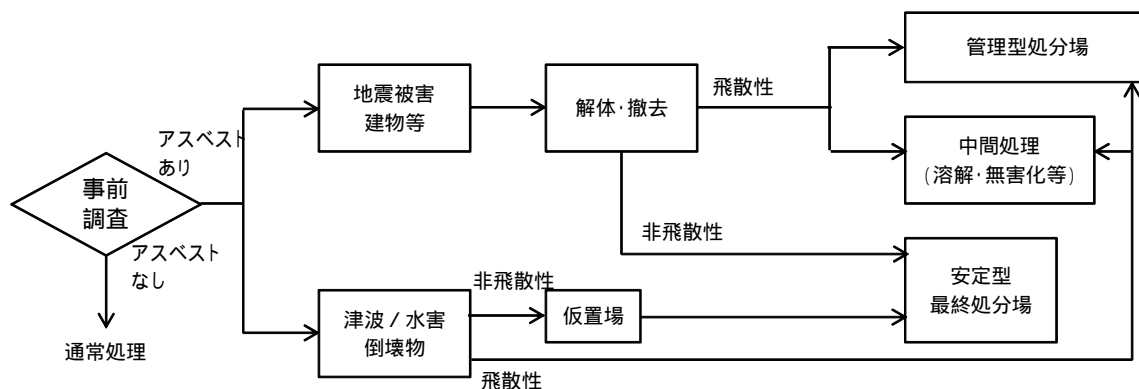 管理型処分場
地震被害
建物等
解体・撤去
飛散性
アスベスト
あり
中間処理
(溶解・無害化等)
事前
調査
非飛散性
アスベスト
なし
安定型
最終処分場
非飛散性
津波/水害
倒壊物
仮置場
通常処理
飛散性